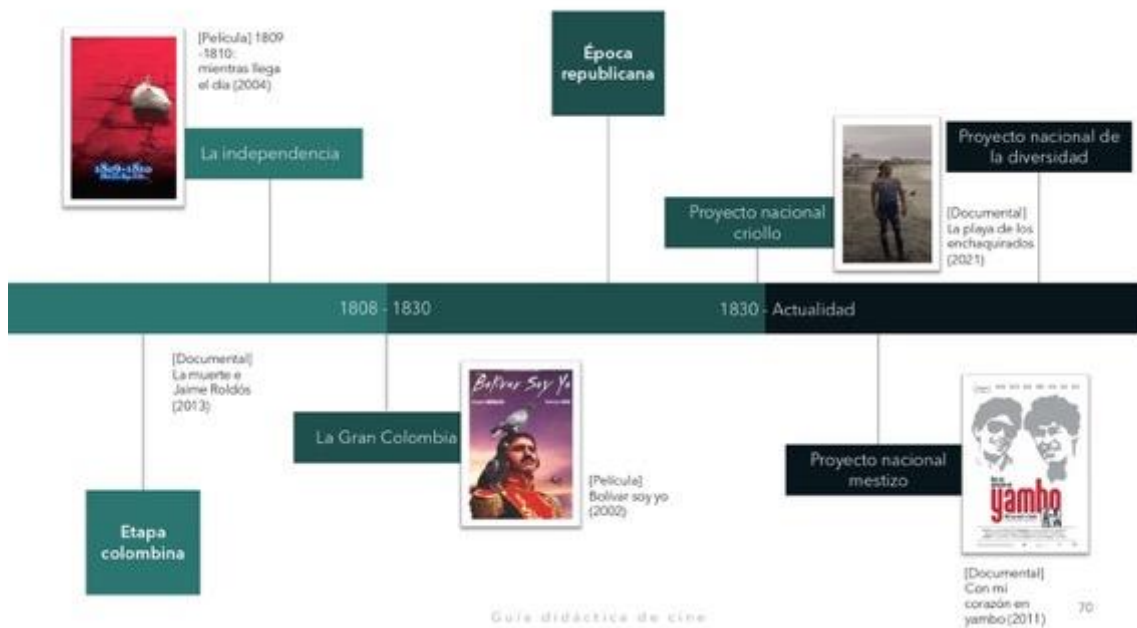 [Película] 1809
-1810:
mientras llega
el día (2004)
1809-1810
La independencia
Época
republicana
Proyecto nacional
criollo
Proyecto nacional de
la diversidad
[Documental]
La playa de los
enchaquirados
(2021)
1808 - 1830
1830 - Actualidad
[Documental]
La muerte e
Jaime Roldós
(2013)
Etapa
colombina
La Gran Colombia
Bolívar Soy Yo
[Película]
Bolívar soy yo
(2002)
Proyecto nacional
mestizo
yambo
[Documental]
Con mi
corazón en
yambo (2011)
Guía didáctica de cine
70